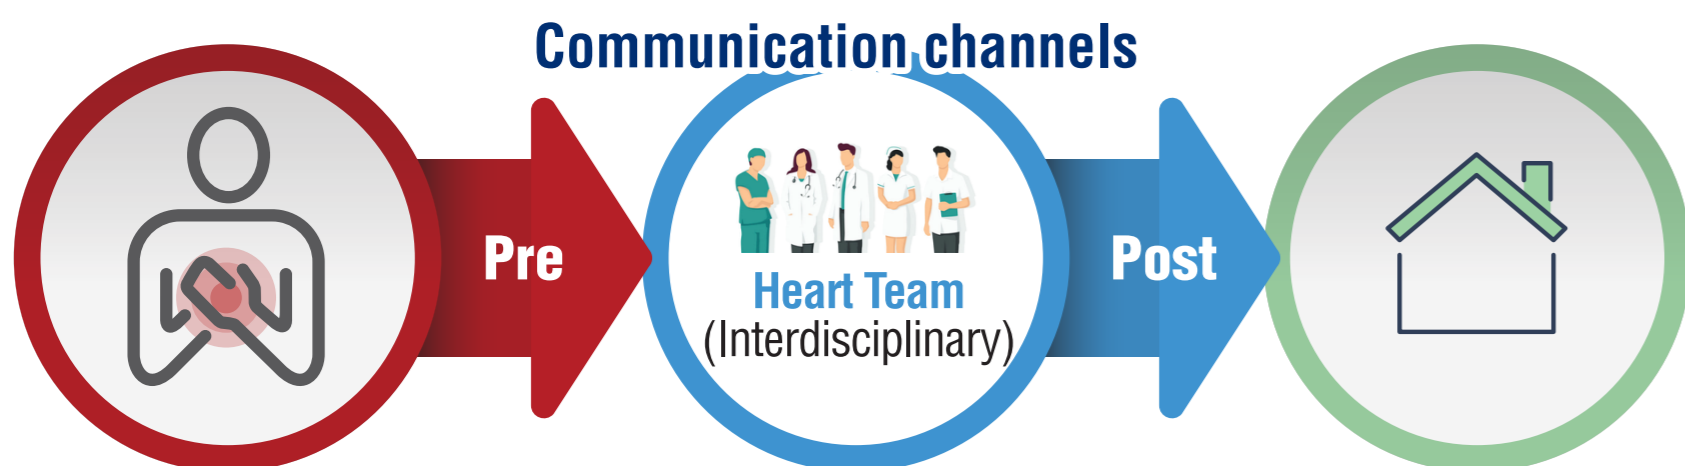 Communication channels
Pre
Heart Team
(Interdisciplinary)
Post